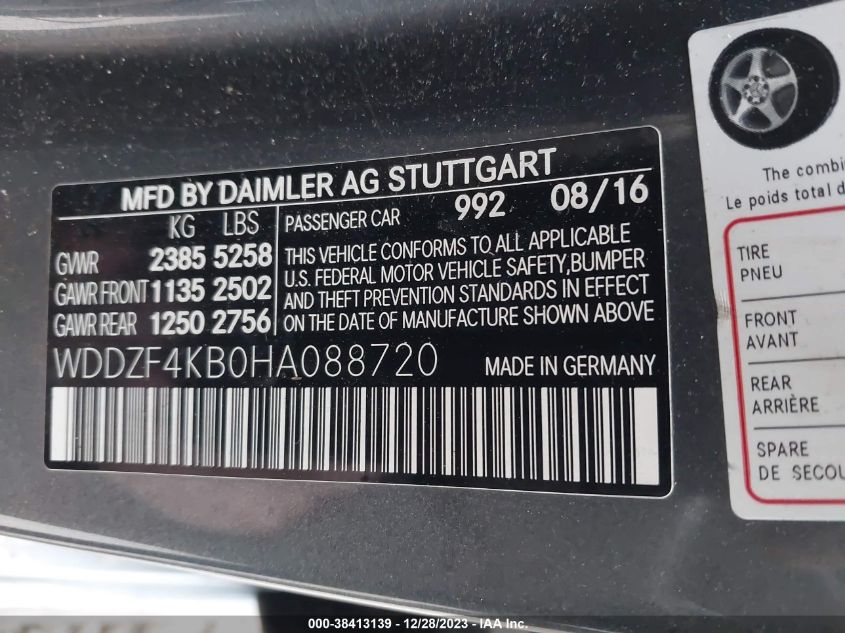 MFD BY DAIMLER AG STUTTGART
KG LBS
GVWR 2385 5258
GAWR FRONT 1135 2502
GAWR REAR 1250 2756
PASSENGER CAR 992 08/16
THIS VEHICLE CONFORMS TO ALL APPLICABLE
U.S. FEDERAL MOTOR VEHICLE SAFETY, BUMPER
AND THEFT PREVENTION STANDARDS IN EFFECT
ON THE DATE OF MANUFACTURE SHOWN ABOVE
WDDZF4KB0HA088720 MADE IN GERMANY
The combi
Le poids total d
TIRE
PNEU
FRONT
AVANT
REAR
ARRIÈRE
SPARE
DE SECOU
000-38413139 - 12/28/2023 - IAA Inc.